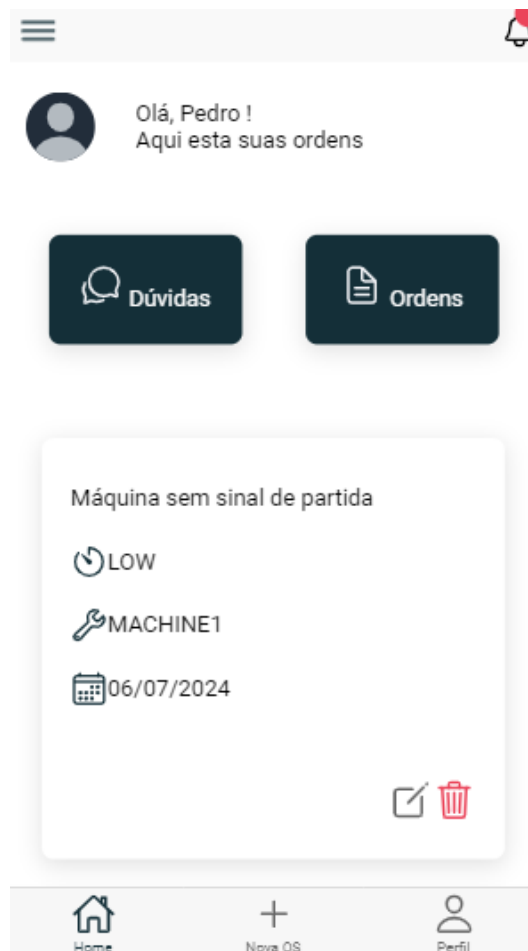 Olá, Pedro !
Aqui esta suas ordens
Dúvidas
Ordens
Máquina sem sinal de partida
LOW
MACHINE1
06/07/2024
Home
Nova OS
Perfil